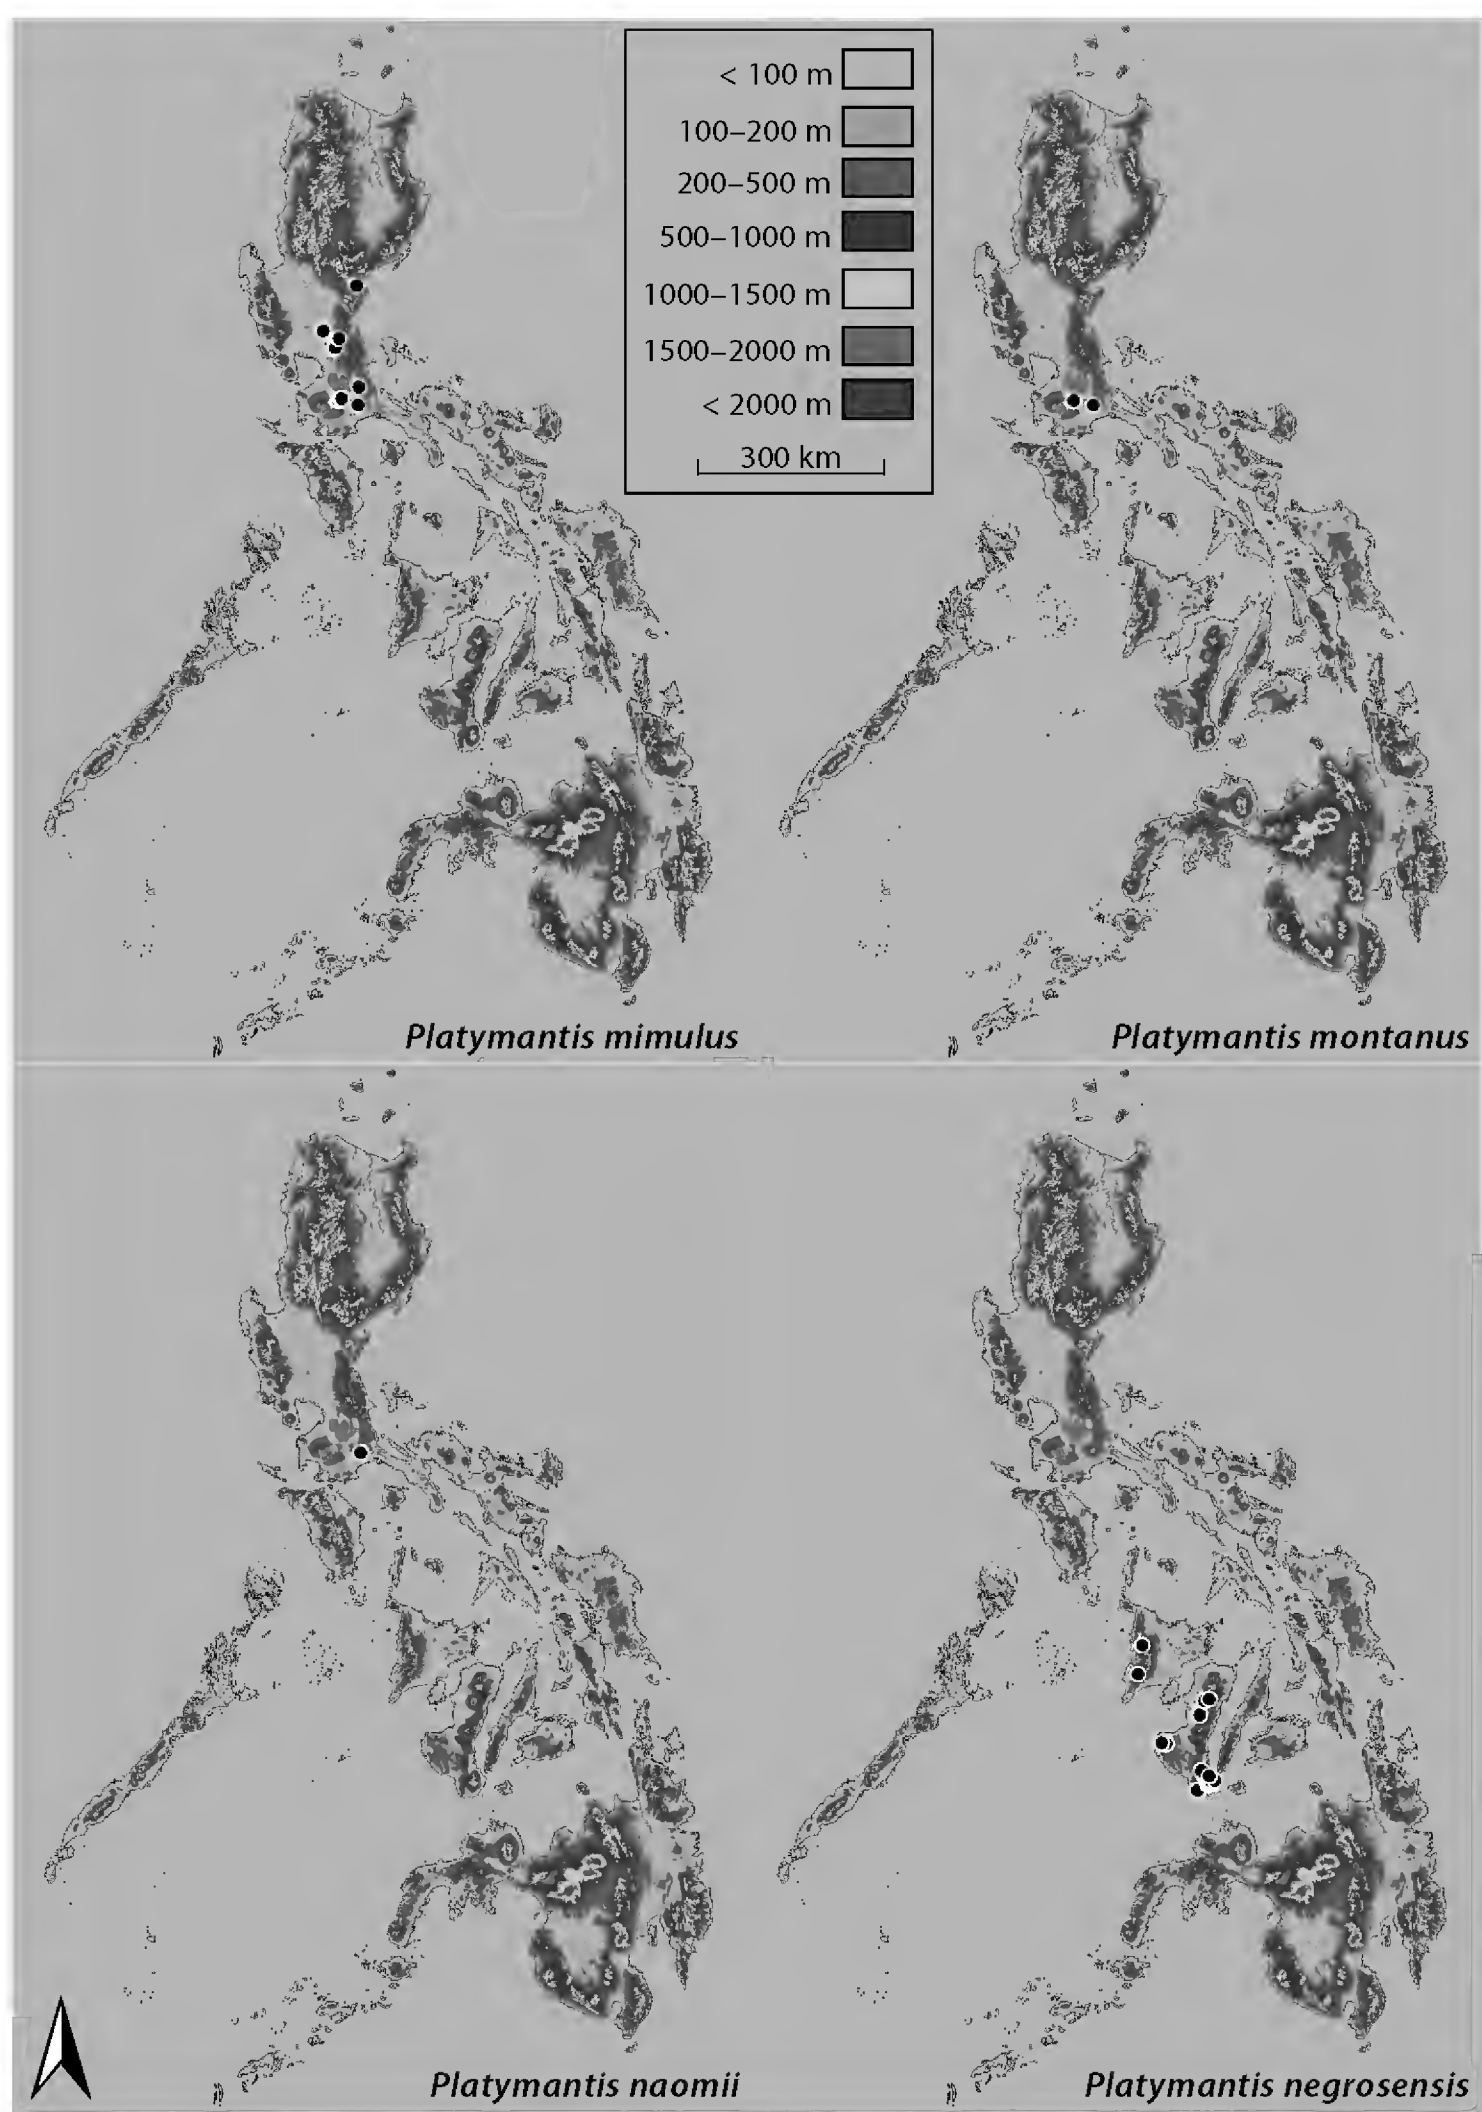 < 100 m
100–200 m
200–500 m
500–1000 m
1000–1500 m
1500–2000 m
< 2000 m
300 km
Platymantis mimulus
Platymantis montanus
Platymantis naomii
Platymantis negrosensis